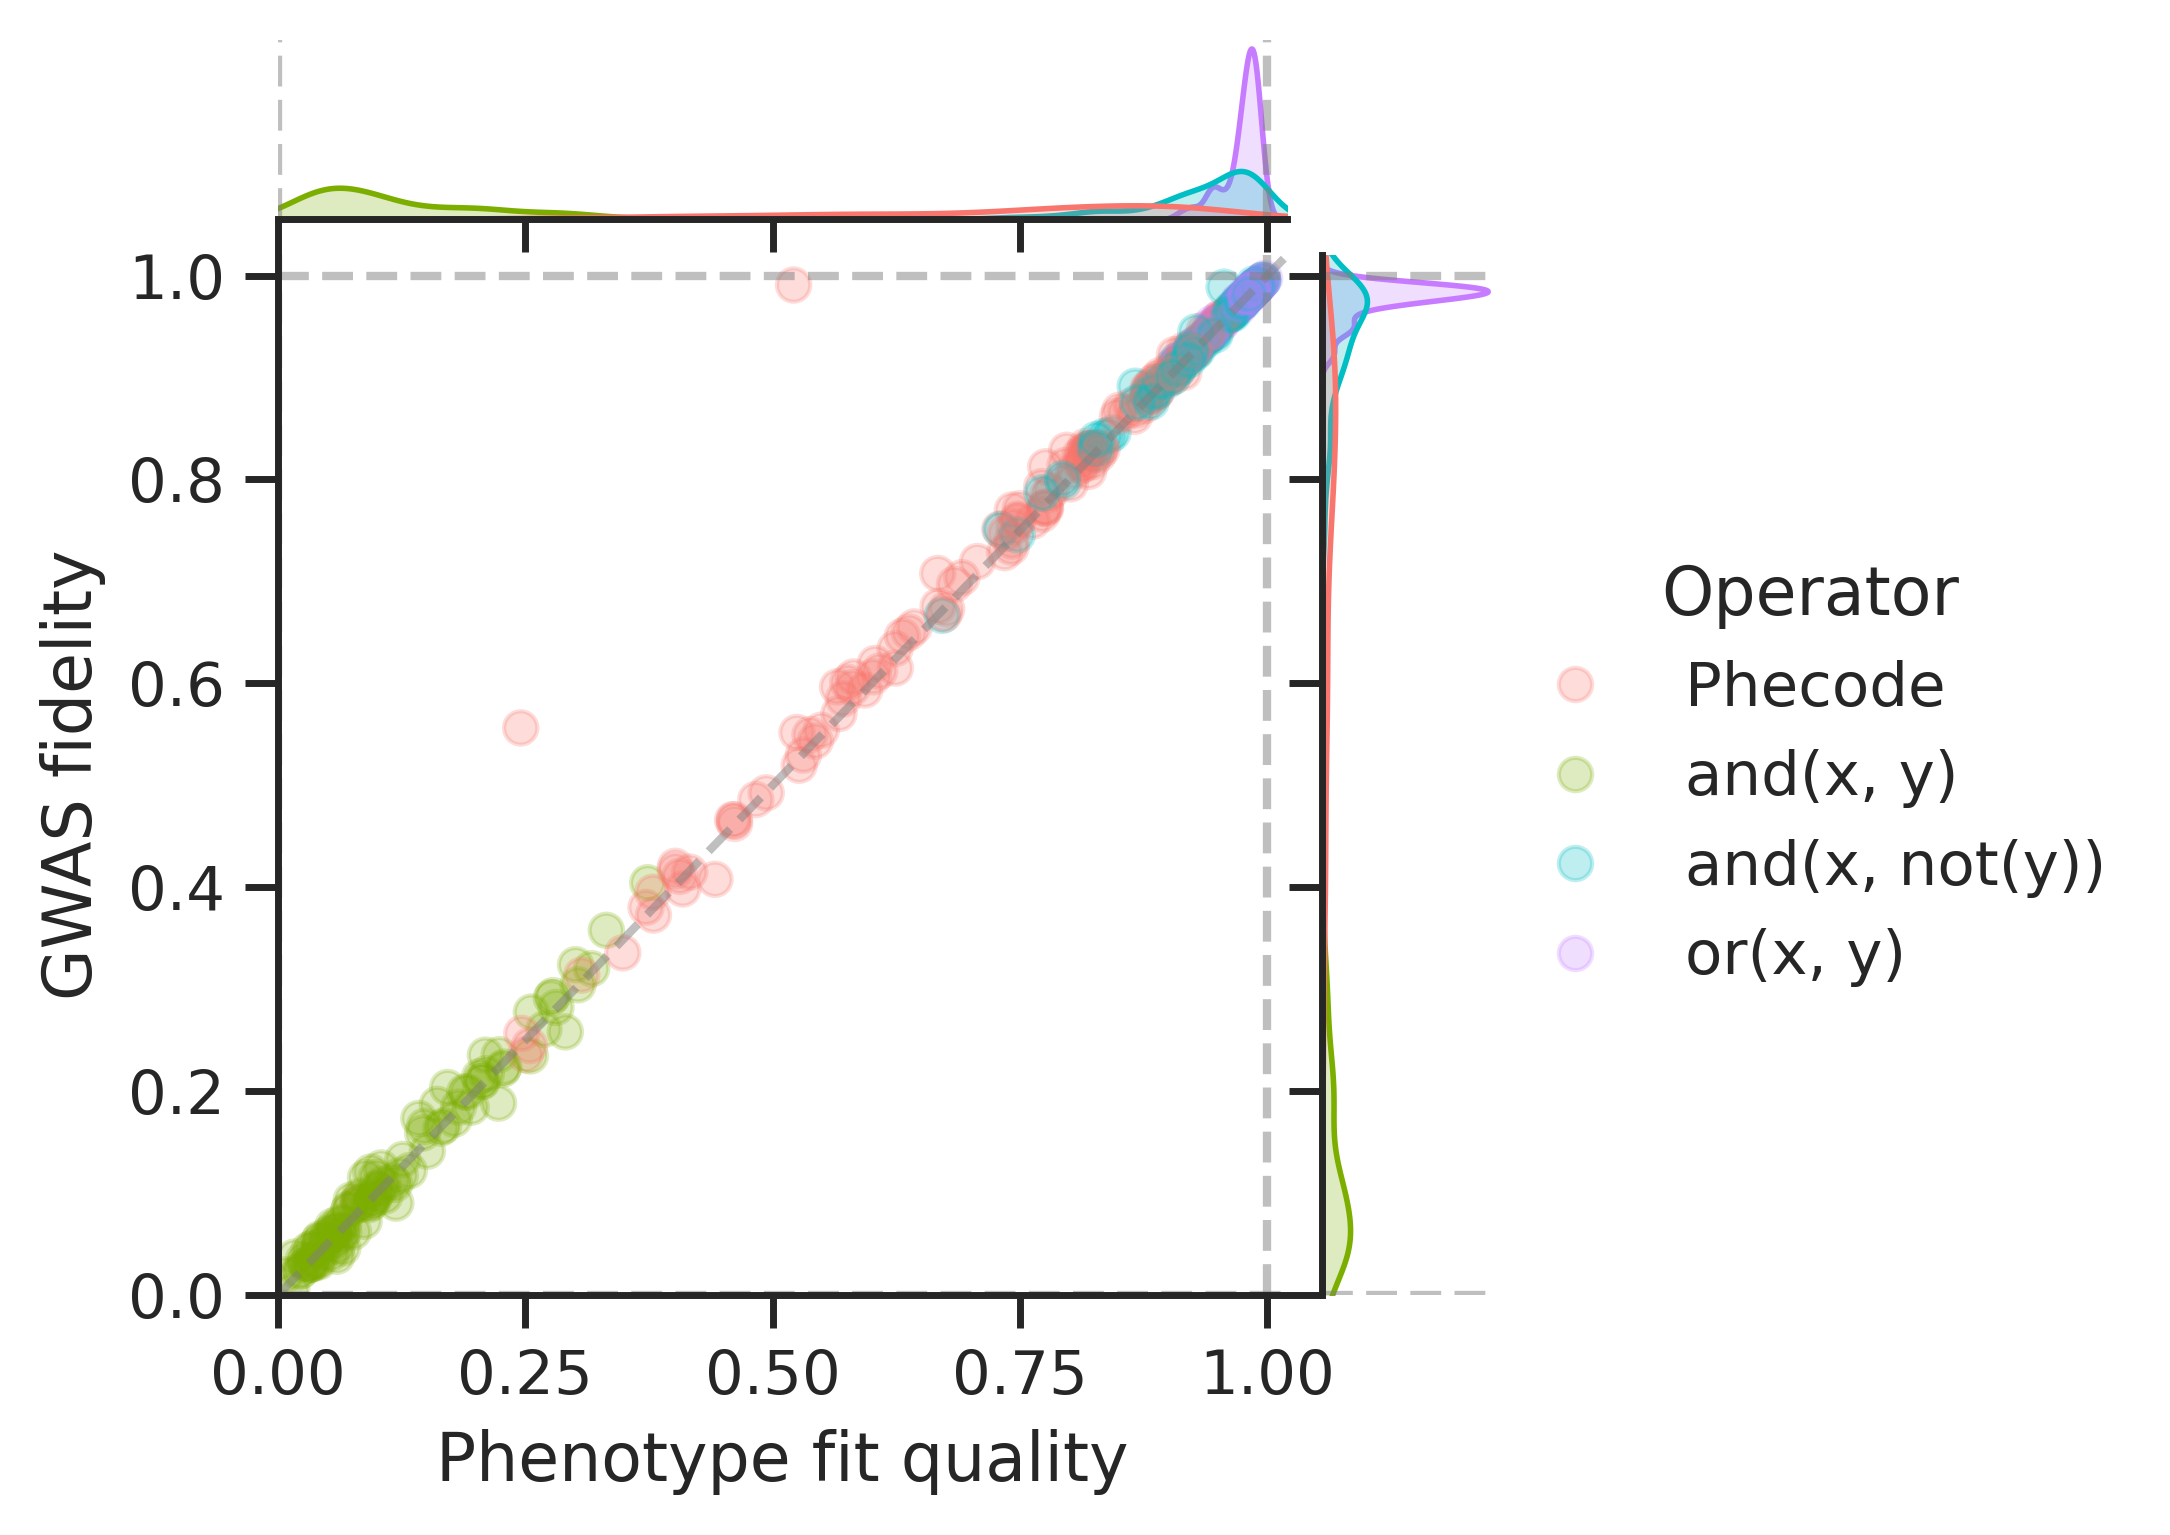 1.0
0.8
0.6
0.4
0.2
0.0
GWAS fidelity
0.00 0.25 0.50 0.75 1.00
Phenotype fit quality
Operator
Phecode
and(x, y)
and(x, not(y))
or(x, y)